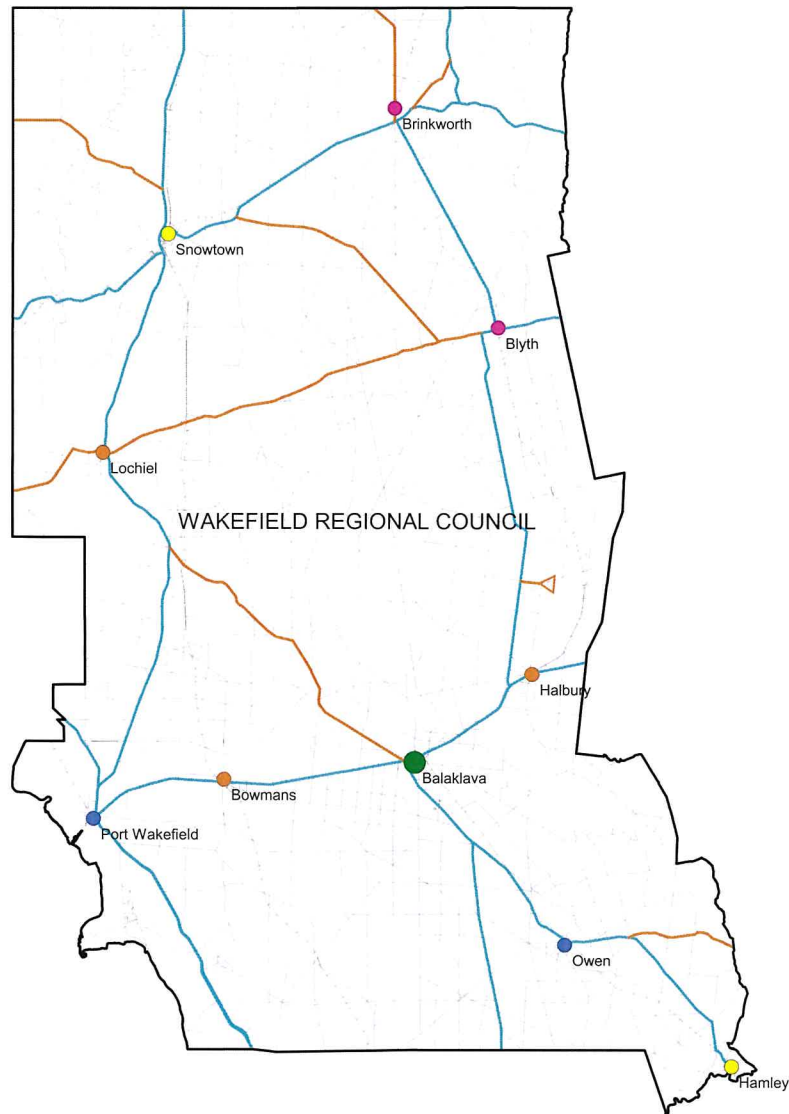 Brinkworth
Snowtown
Blyth
Lochiel
WAKEFIELD REGIONAL COUNCIL
Halbury
Balaklava
Bowmans
Port Wakefield
Owen
Hamley